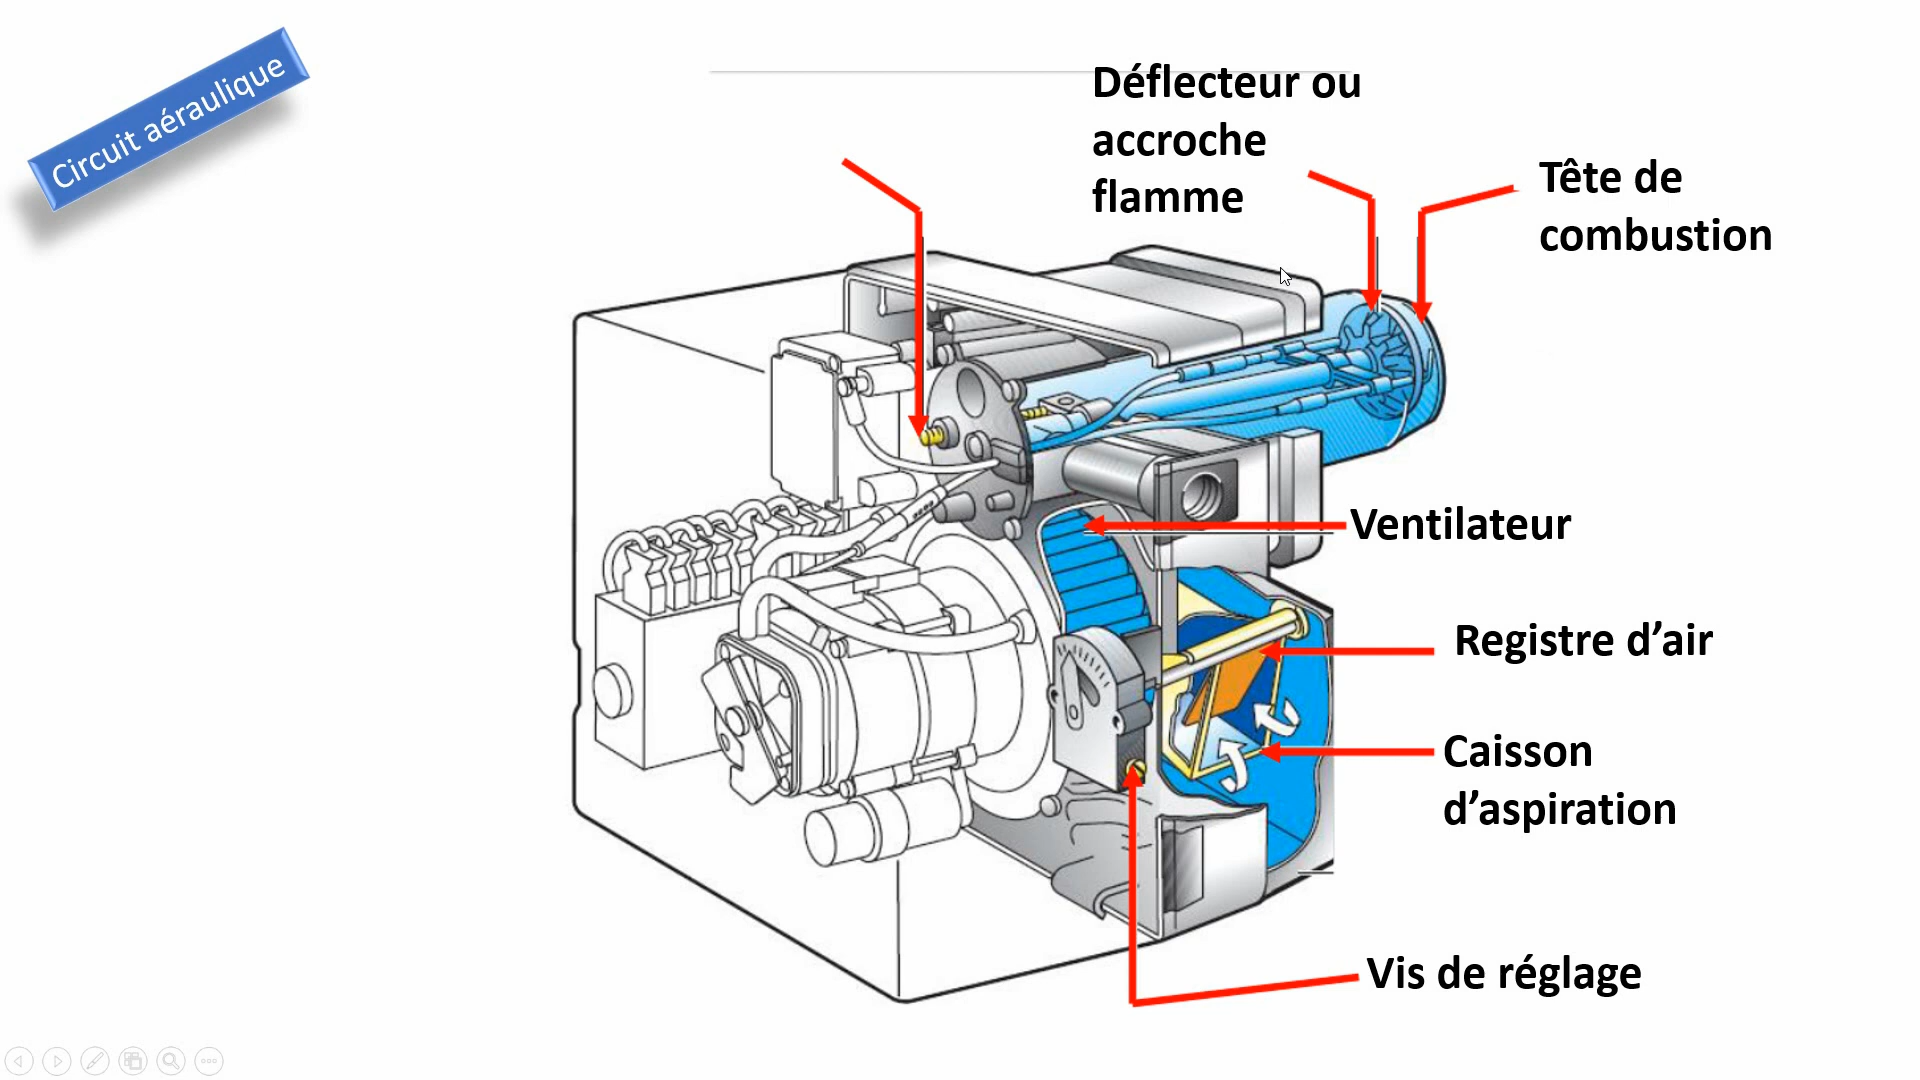 Circuit aéraulique
Déflecteur ou
accroche
flamme
Tête de
combustion
Ventilateur
Registre d’air
Caisson
d’aspiration
Vis de réglage